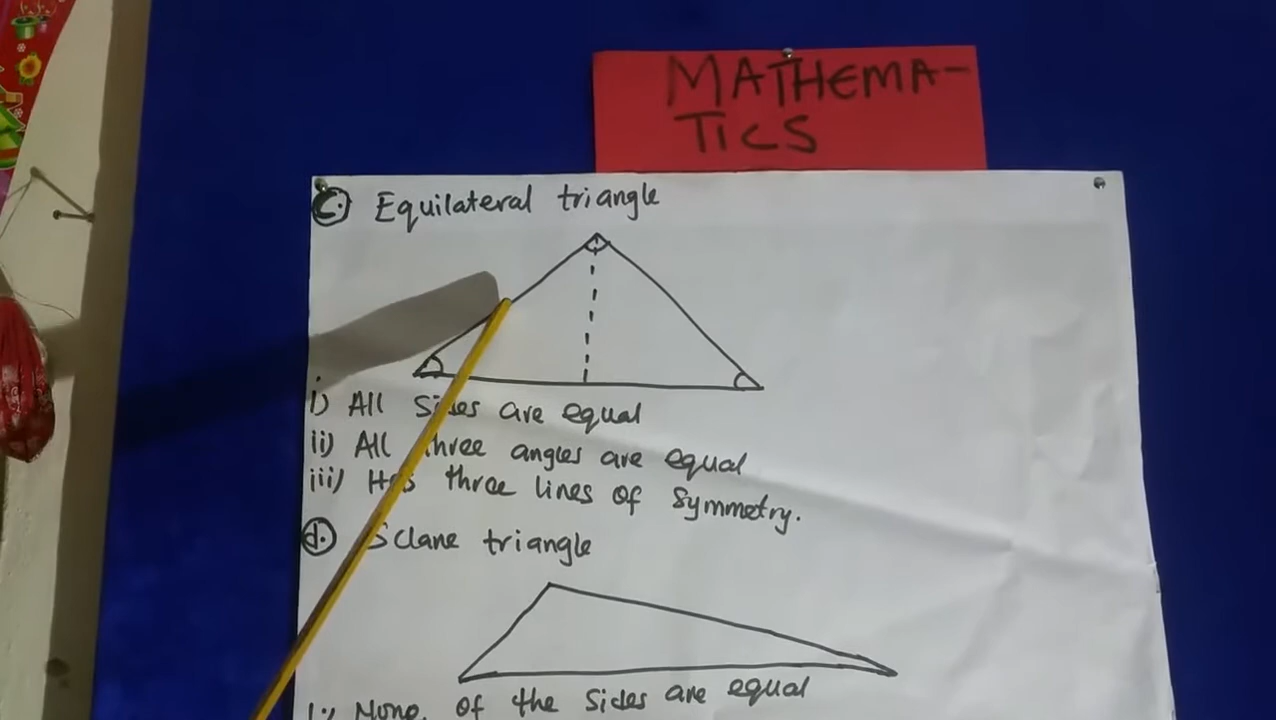 MATHEMA-
TICS
C. Equilateral triangle
i) All sides are equal
ii) All three angles are equal
iii) Has three lines of symmetry.
d. Sclane triangle
i) None of the sides are equal